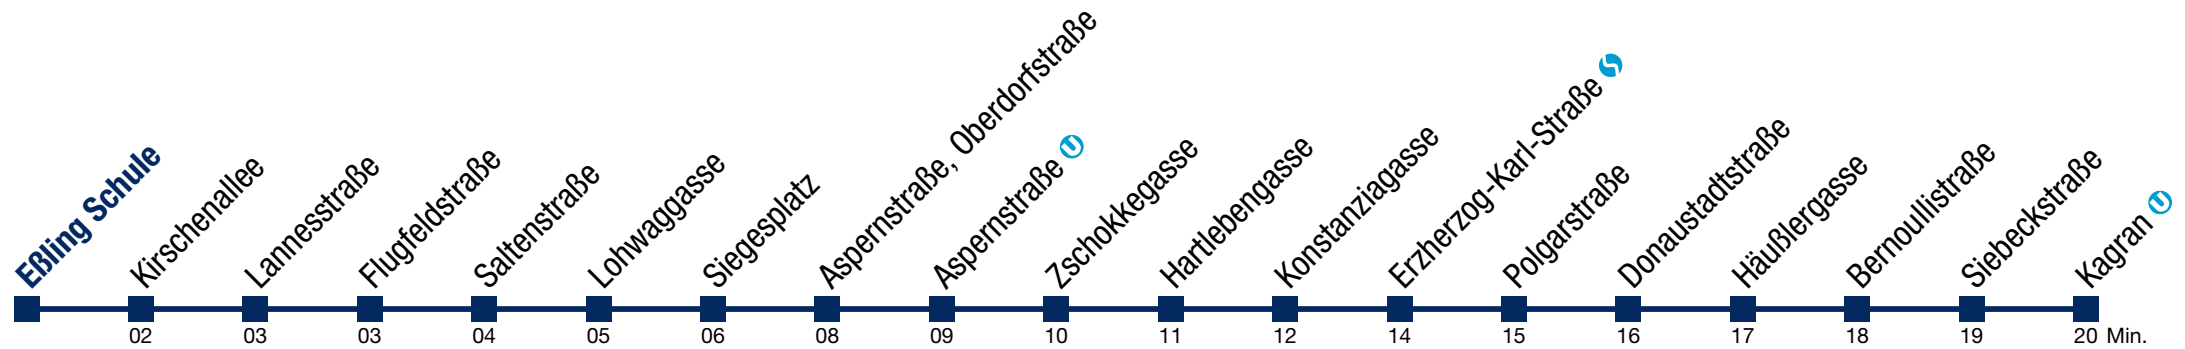 Eßling Schule
Kirschenallee
Lannesstraße
Flugfeldstraße
Saltenstraße
Lohwaggasse
Siegesplatz
Aspernstraße, Oberdorfstraße
Aspernstraße U
Zschokkegasse
Hartlebengasse
Konstanziagasse
Erzherzog-Karl-Straße S
Polgarstraße
Donaustadtstraße
Häußlergasse
Bernoullistraße
Siebeckstraße
Kagran U
02 03 03 04 05 06 08 09 10 11 12 14 15 16 17 18 19 20 Min.